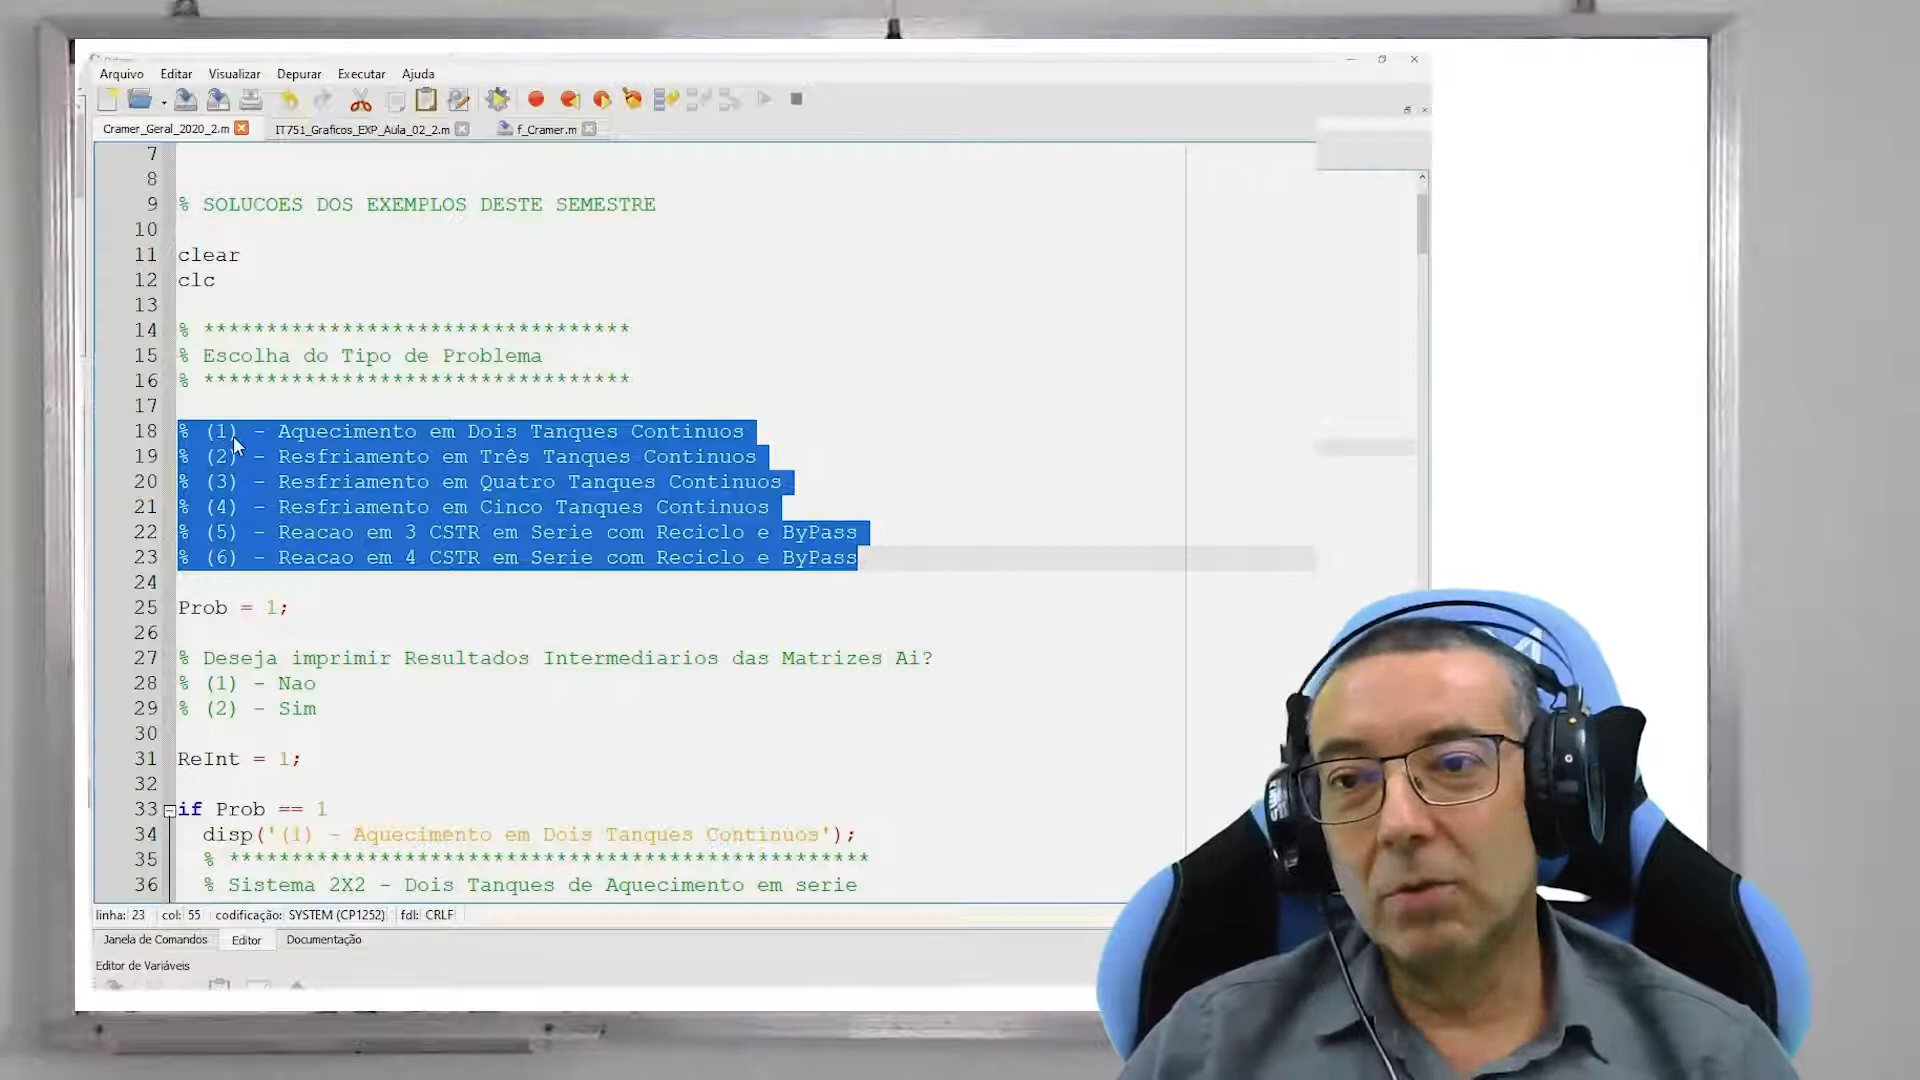 Arquivo Editar Visualizar Depurar Executar Ajuda
Cramer_Geral_2020_2.m IT751_Graficos_EXP_Aula_02_2.m f_Cramer.m
7
8
9 % SOLUCOES DOS EXEMPLOS DESTE SEMESTRE
10
11 clear
12 clc
13
14 % **********************************
15 % Escolha do Tipo de Problema
16 % **********************************
17
18 % (1) - Aquecimento em Dois Tanques Continuos
19 % (2) - Resfriamento em Três Tanques Continuos
20 % (3) - Resfriamento em Quatro Tanques Continuos
21 % (4) - Resfriamento em Cinco Tanques Continuos
22 % (5) - Reacao em 3 CSTR em Serie com Reciclo e ByPass
23 % (6) - Reacao em 4 CSTR em Serie com Reciclo e ByPass
24
25 Prob = 1;
26
27 % Deseja imprimir Resultados Intermediarios das Matrizes Ai?
28 % (1) - Nao
29 % (2) - Sim
30
31 ReInt = 1;
32
33 if Prob == 1
34 disp('(1) - Aquecimento em Dois Tanques Continuos');
35 % ***************************************************
36 % Sistema 2X2 - Dois Tanques de Aquecimento em serie
linha: 23 col: 55 codificação: SYSTEM (CP1252) fdl: CRLF
Janela de Comandos Editor Documentação
Editor de Variáveis